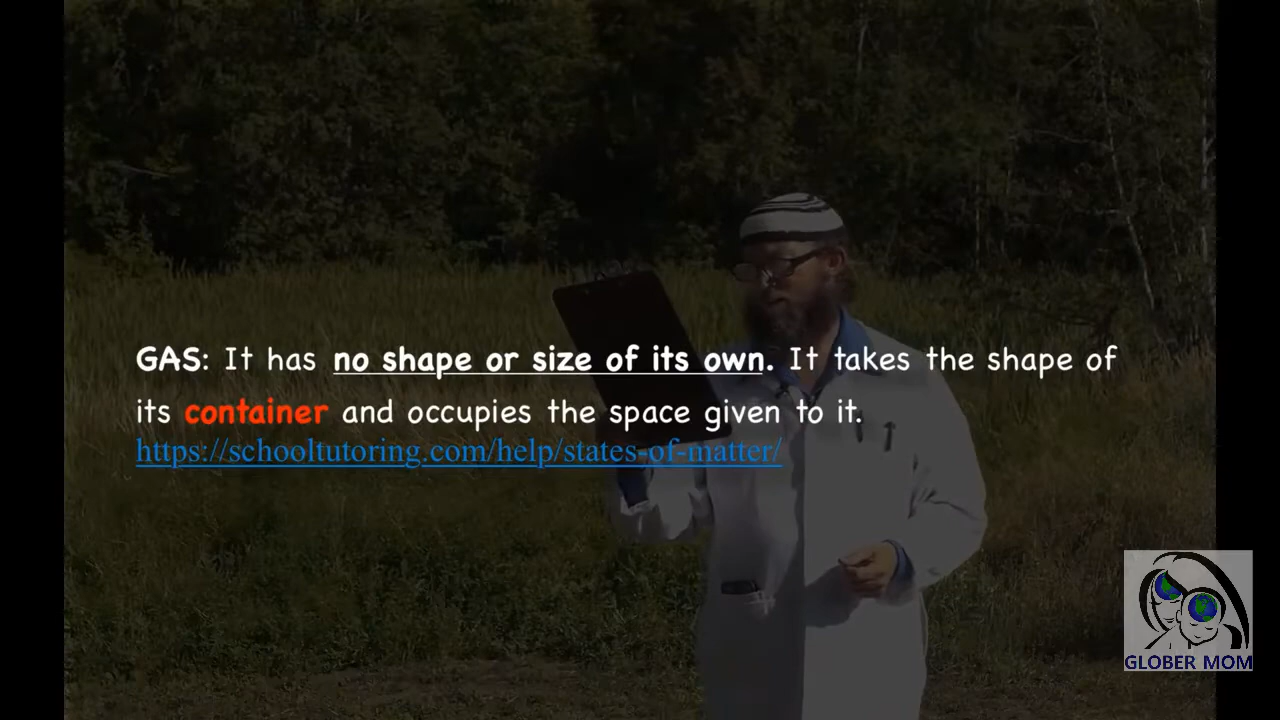 GAS: It has no shape or size of its own. It takes the shape of
its container and occupies the space given to it.
https://schooltutoring.com/help/states-of-matter/
GLOBER MOM